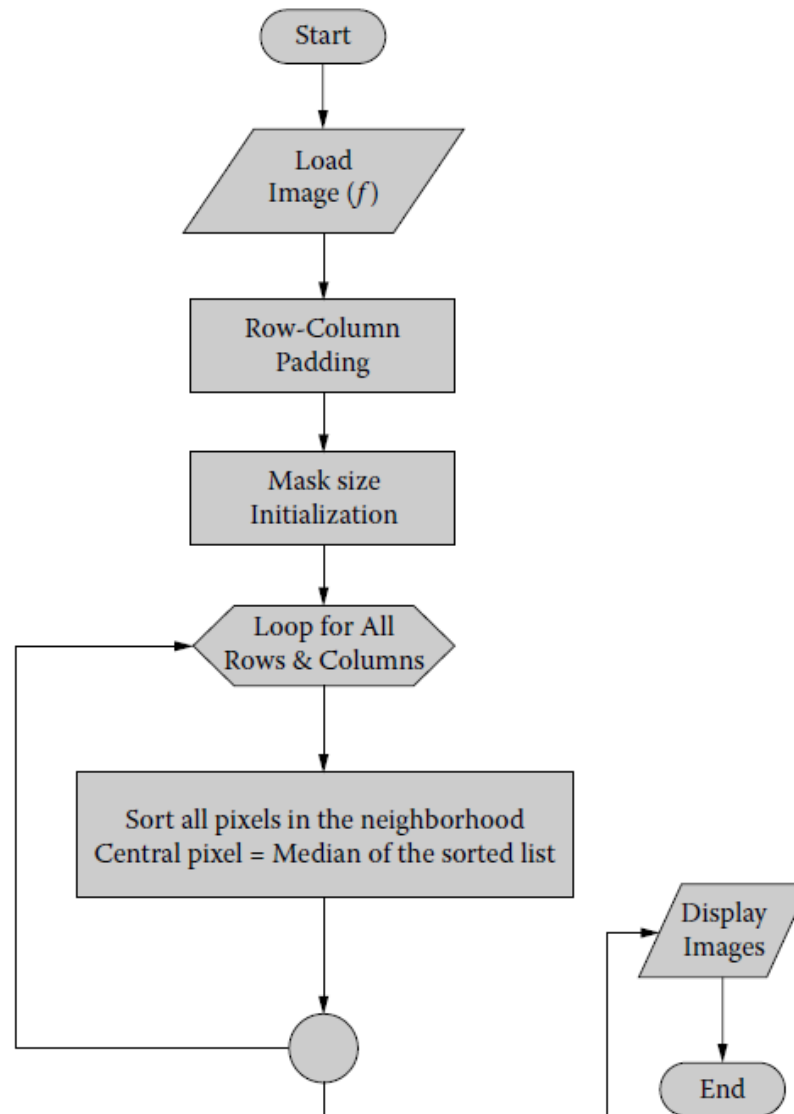 Start
Load
Image (f)
Row-Column
Padding
Mask size
Initialization
Loop for All
Rows & Columns
Sort all pixels in the neighborhood
Central pixel = Median of the sorted list
Display
Images
End